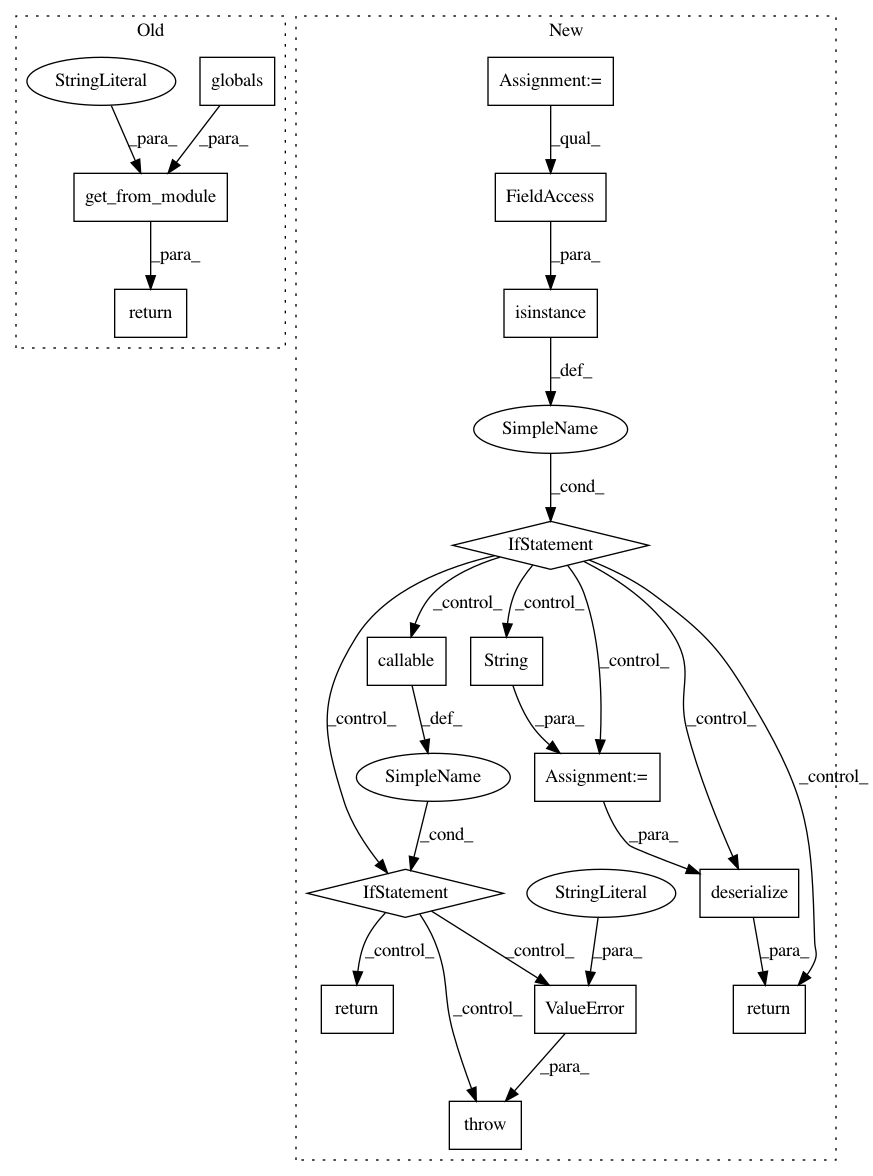 Old
New
StringLiteral
globals
Assignment:=
_para_
_para_
_qual_
get_from_module
FieldAccess
_para_
_para_
return
isinstance
_def_
SimpleName
_cond_
IfStatement
_control_
_control_
callable
String
_control_
_control_
_def_
_para_
_control_
SimpleName
Assignment:=
_control_
_cond_
_para_
IfStatement
StringLiteral
deserialize
_control_
_control_
_para_
_para_
return
_control_
ValueError
return
_para_
throw